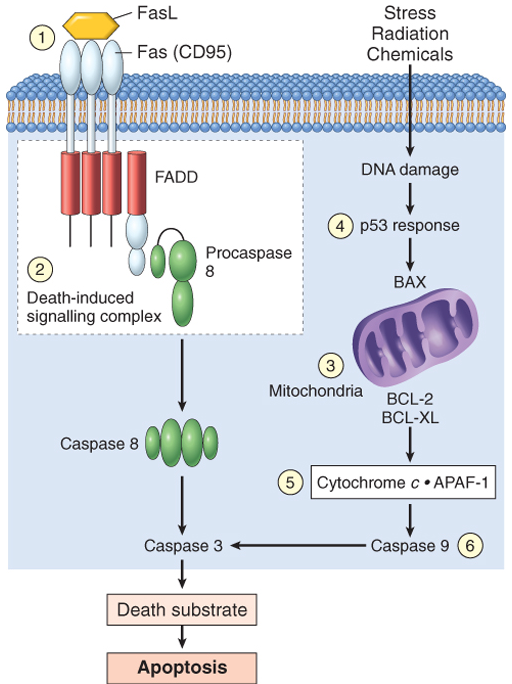 FasL
1
Fas (CD95)
Stress
Radiation
Chemicals
FADD
DNA damage
4 p53 response
2
Procaspase
8
Death-induced
signalling complex
BAX
3
Mitochondria
BCL-2
BCL-XL
Caspase 8
5
Cytochrome c • APAF-1
Caspase 3
Caspase 9 6
Death substrate
Apoptosis